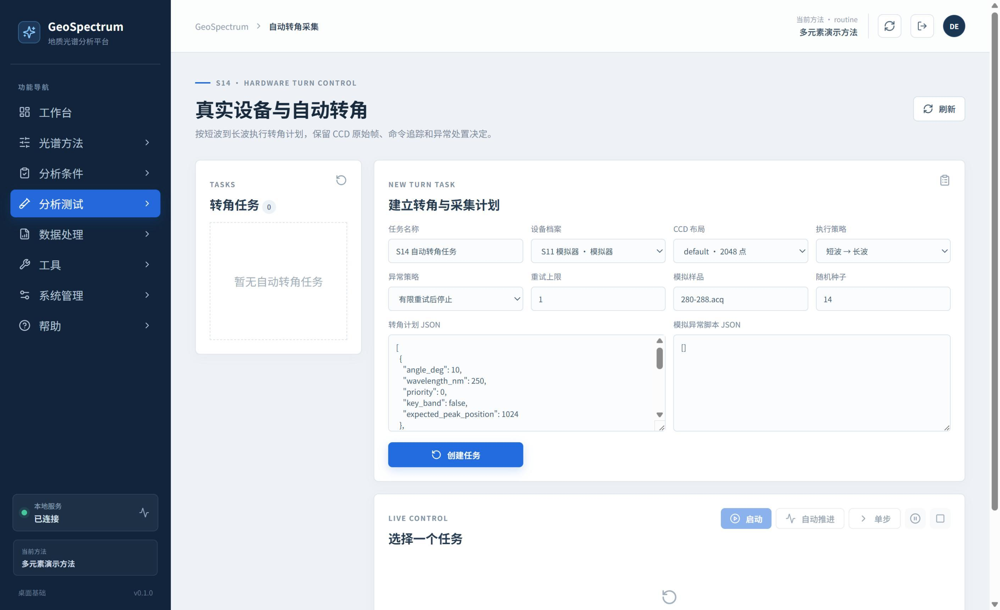 GeoSpectrum
地质光谱分析平台
功能导航
工作台
光谱方法
分析条件
分析测试
数据处理
工具
系统管理
帮助
本地服务
已连接
当前方法
多元素演示方法
桌面基础 v0.1.0
GeoSpectrum > 自动转角采集
当前方法 · routine
多元素演示方法
DE
S14 · HARDWARE TURN CONTROL
真实设备与自动转角
按短波到长波执行转角计划，保留 CCD 原始帧、命令追踪和异常处置决定。
刷新
TASKS
转角任务 0
暂无自动转角任务
NEW TURN TASK
建立转角与采集计划
任务名称 设备档案 CCD 布局 执行策略
S14 自动转角任务 S11 模拟器 · 模拟器 default · 2048 点 短波 → 长波
异常策略 重试上限 模拟样品 随机种子
有限重试后停止 1 280-288.acq 14
转角计划 JSON 模拟异常脚本 JSON
[
{
"angle_deg": 10,
"wavelength_nm": 250,
"priority": 0,
"key_band": false,
"expected_peak_position": 1024
},
[]
创建任务
LIVE CONTROL
选择一个任务
启动 自动推进 单步